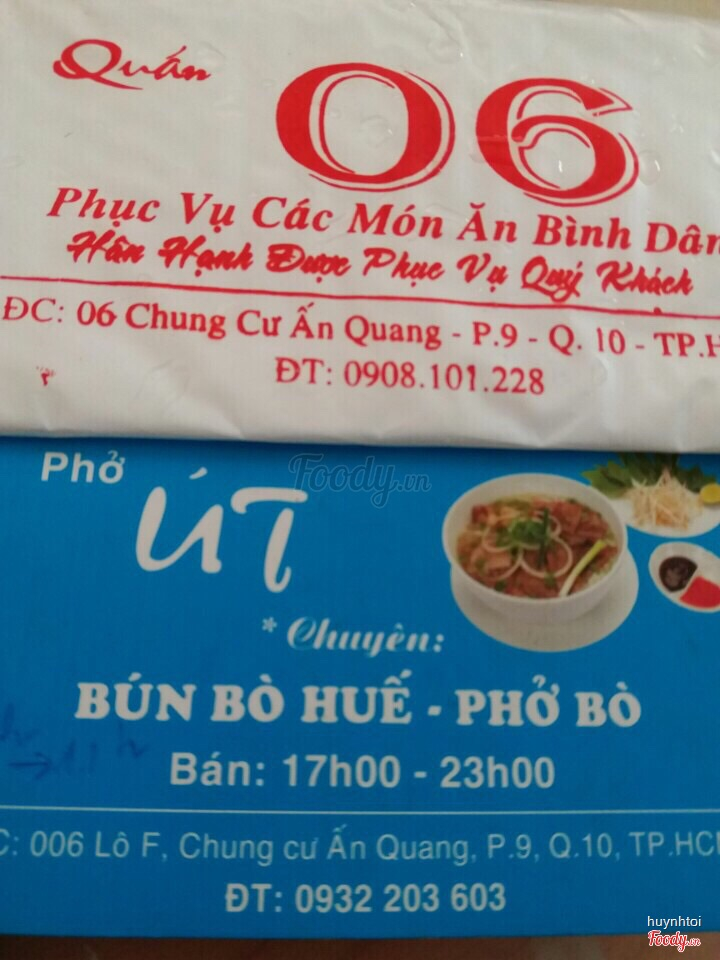 Quán 06
Phục Vụ Các Món Ăn Bình Dân
Hân Hạnh Được Phục Vụ Quý Khách
ĐC: 06 Chung Cư Ấn Quang - P.9 - Q. 10 - TP.H
ĐT: 0908.101.228
Foody.vn
Phở
ÚT
* Chuyên:
BÚN BÒ HUẾ - PHỞ BÒ
Bán: 17h00 - 23h00
C: 006 Lô F, Chung cư Ấn Quang, P.9, Q.10, TP.HC
ĐT: 0932 203 603
huynhtoi
Foody.vn